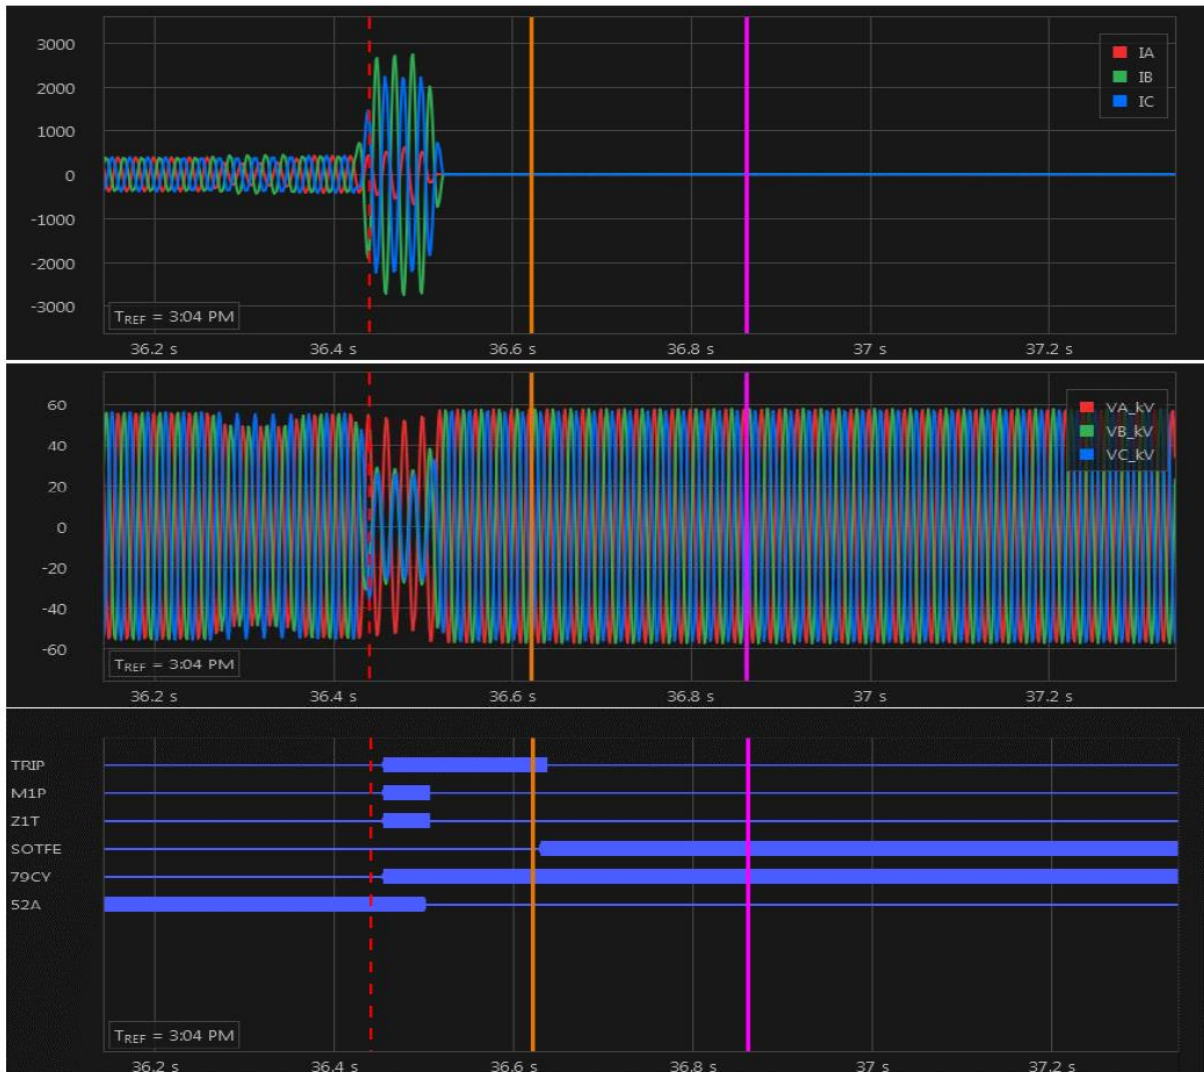 3000
2000
1000
0
-1000
-2000
-3000
IA
IB
IC
TREF = 3:04 PM
36.2 s
36.4 s
36.6 s
36.8 s
37 s
37.2 s
60
40
20
0
-20
-40
-60
VA_kV
VB_kV
VC_kV
TREF = 3:04 PM
36.2 s
36.4 s
36.6 s
36.8 s
37 s
37.2 s
TRIP
M1P
Z1T
SOTFE
79CY
52A
TREF = 3:04 PM
36.2 s
36.4 s
36.6 s
36.8 s
37 s
37.2 s